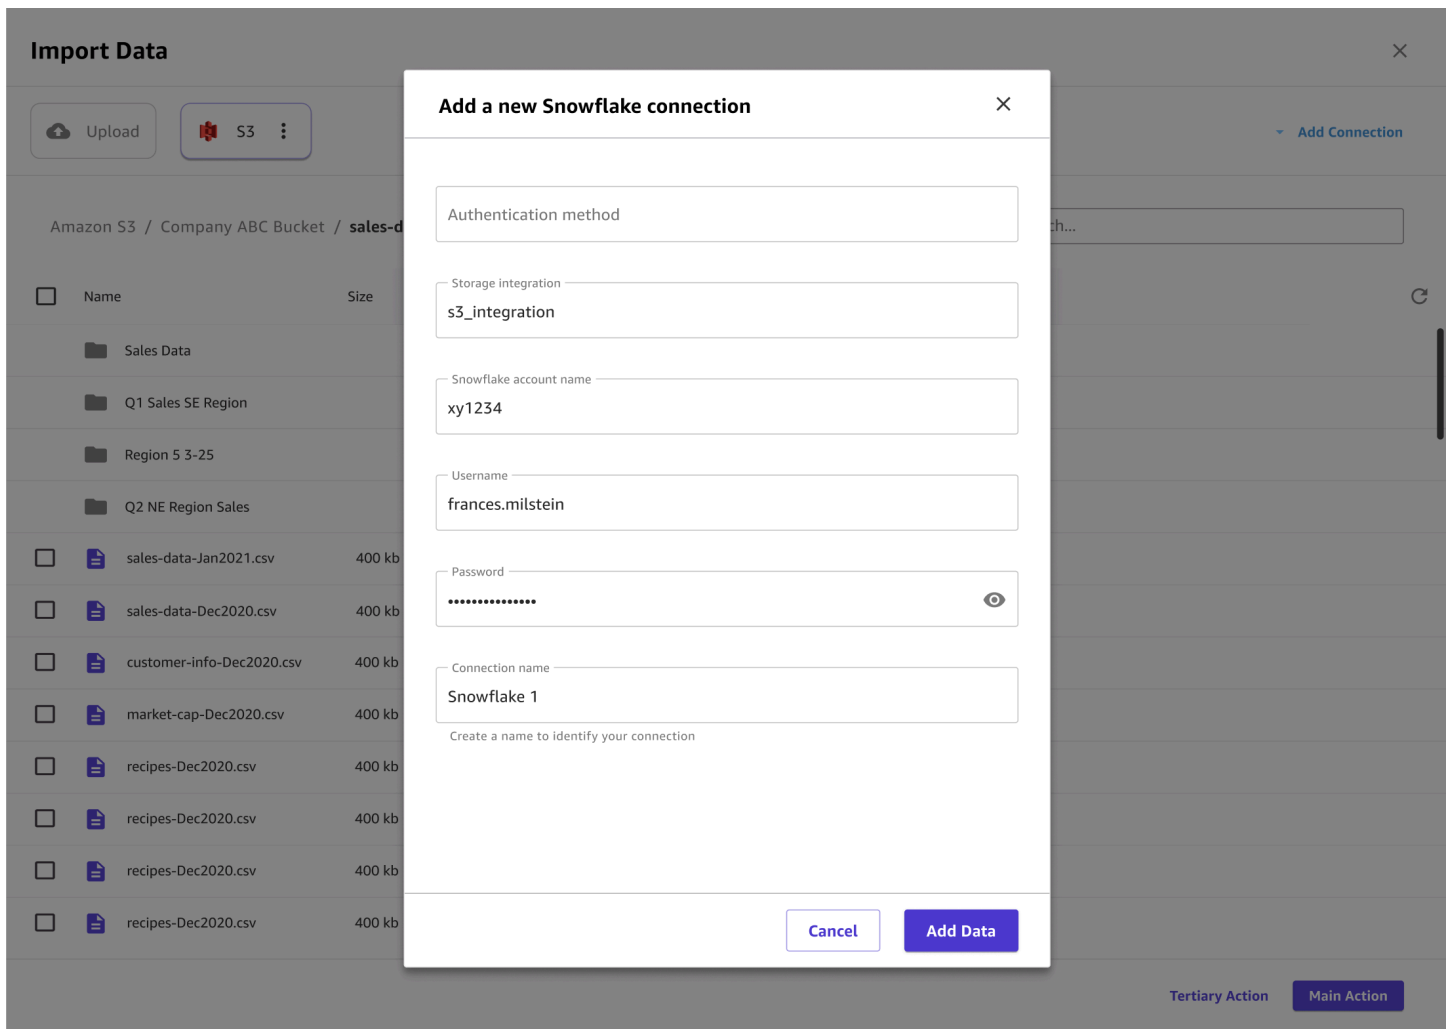 Import Data
Upload
S3
Add Connection
Amazon S3 / Company ABC Bucket / sales-d
ch...
Name Size
Sales Data
Q1 Sales SE Region
Region 5 3-25
Q2 NE Region Sales
sales-data-Jan2021.csv 400 kb
sales-data-Dec2020.csv 400 kb
customer-info-Dec2020.csv 400 kb
market-cap-Dec2020.csv 400 kb
recipes-Dec2020.csv 400 kb
recipes-Dec2020.csv 400 kb
recipes-Dec2020.csv 400 kb
recipes-Dec2020.csv 400 kb
Add a new Snowflake connection
Authentication method
Storage integration
s3_integration
Snowflake account name
xy1234
Username
frances.milstein
Password
•••••••••••••••
Connection name
Snowflake 1
Create a name to identify your connection
Cancel Add Data
Tertiary Action Main Action